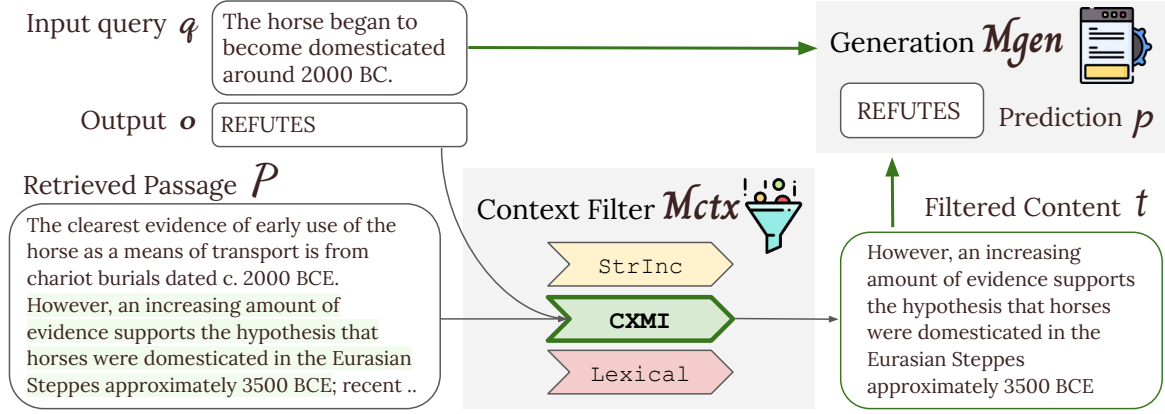 Input query q
The horse began to
become domesticated
around 2000 BC.
Output o
REFUTES
Retrieved Passage P
The clearest evidence of early use of the
horse as a means of transport is from
chariot burials dated c. 2000 BCE.
However, an increasing amount of
evidence supports the hypothesis that
horses were domesticated in the Eurasian
Steppes approximately 3500 BCE; recent ..
Context Filter Mctx
StrInc
CXMI
Lexical
Generation Mgen
REFUTES
Prediction p
Filtered Content t
However, an increasing
amount of evidence supports
the hypothesis that horses
were domesticated in the
Eurasian Steppes
approximately 3500 BCE